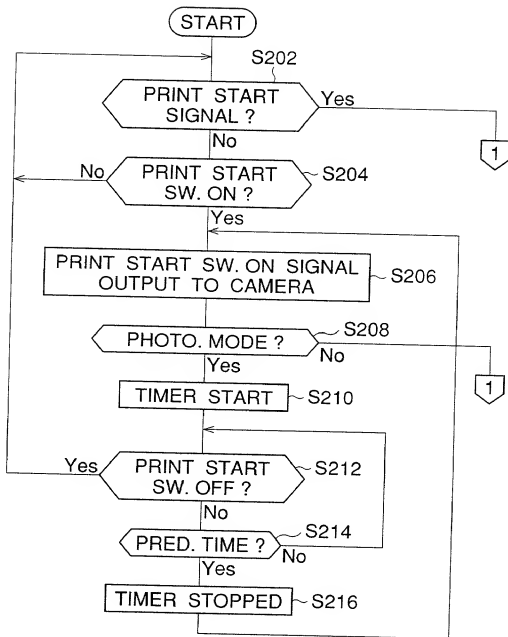 START
S202
PRINT START
SIGNAL ?
Yes
1
No
No
PRINT START
SW. ON ?
S204
Yes
PRINT START SW. ON SIGNAL
OUTPUT TO CAMERA
S206
PHOTO. MODE ?
S208
No
1
Yes
TIMER START
S210
Yes
PRINT START
SW. OFF ?
S212
No
PRED. TIME ?
S214
No
Yes
TIMER STOPPED
S216